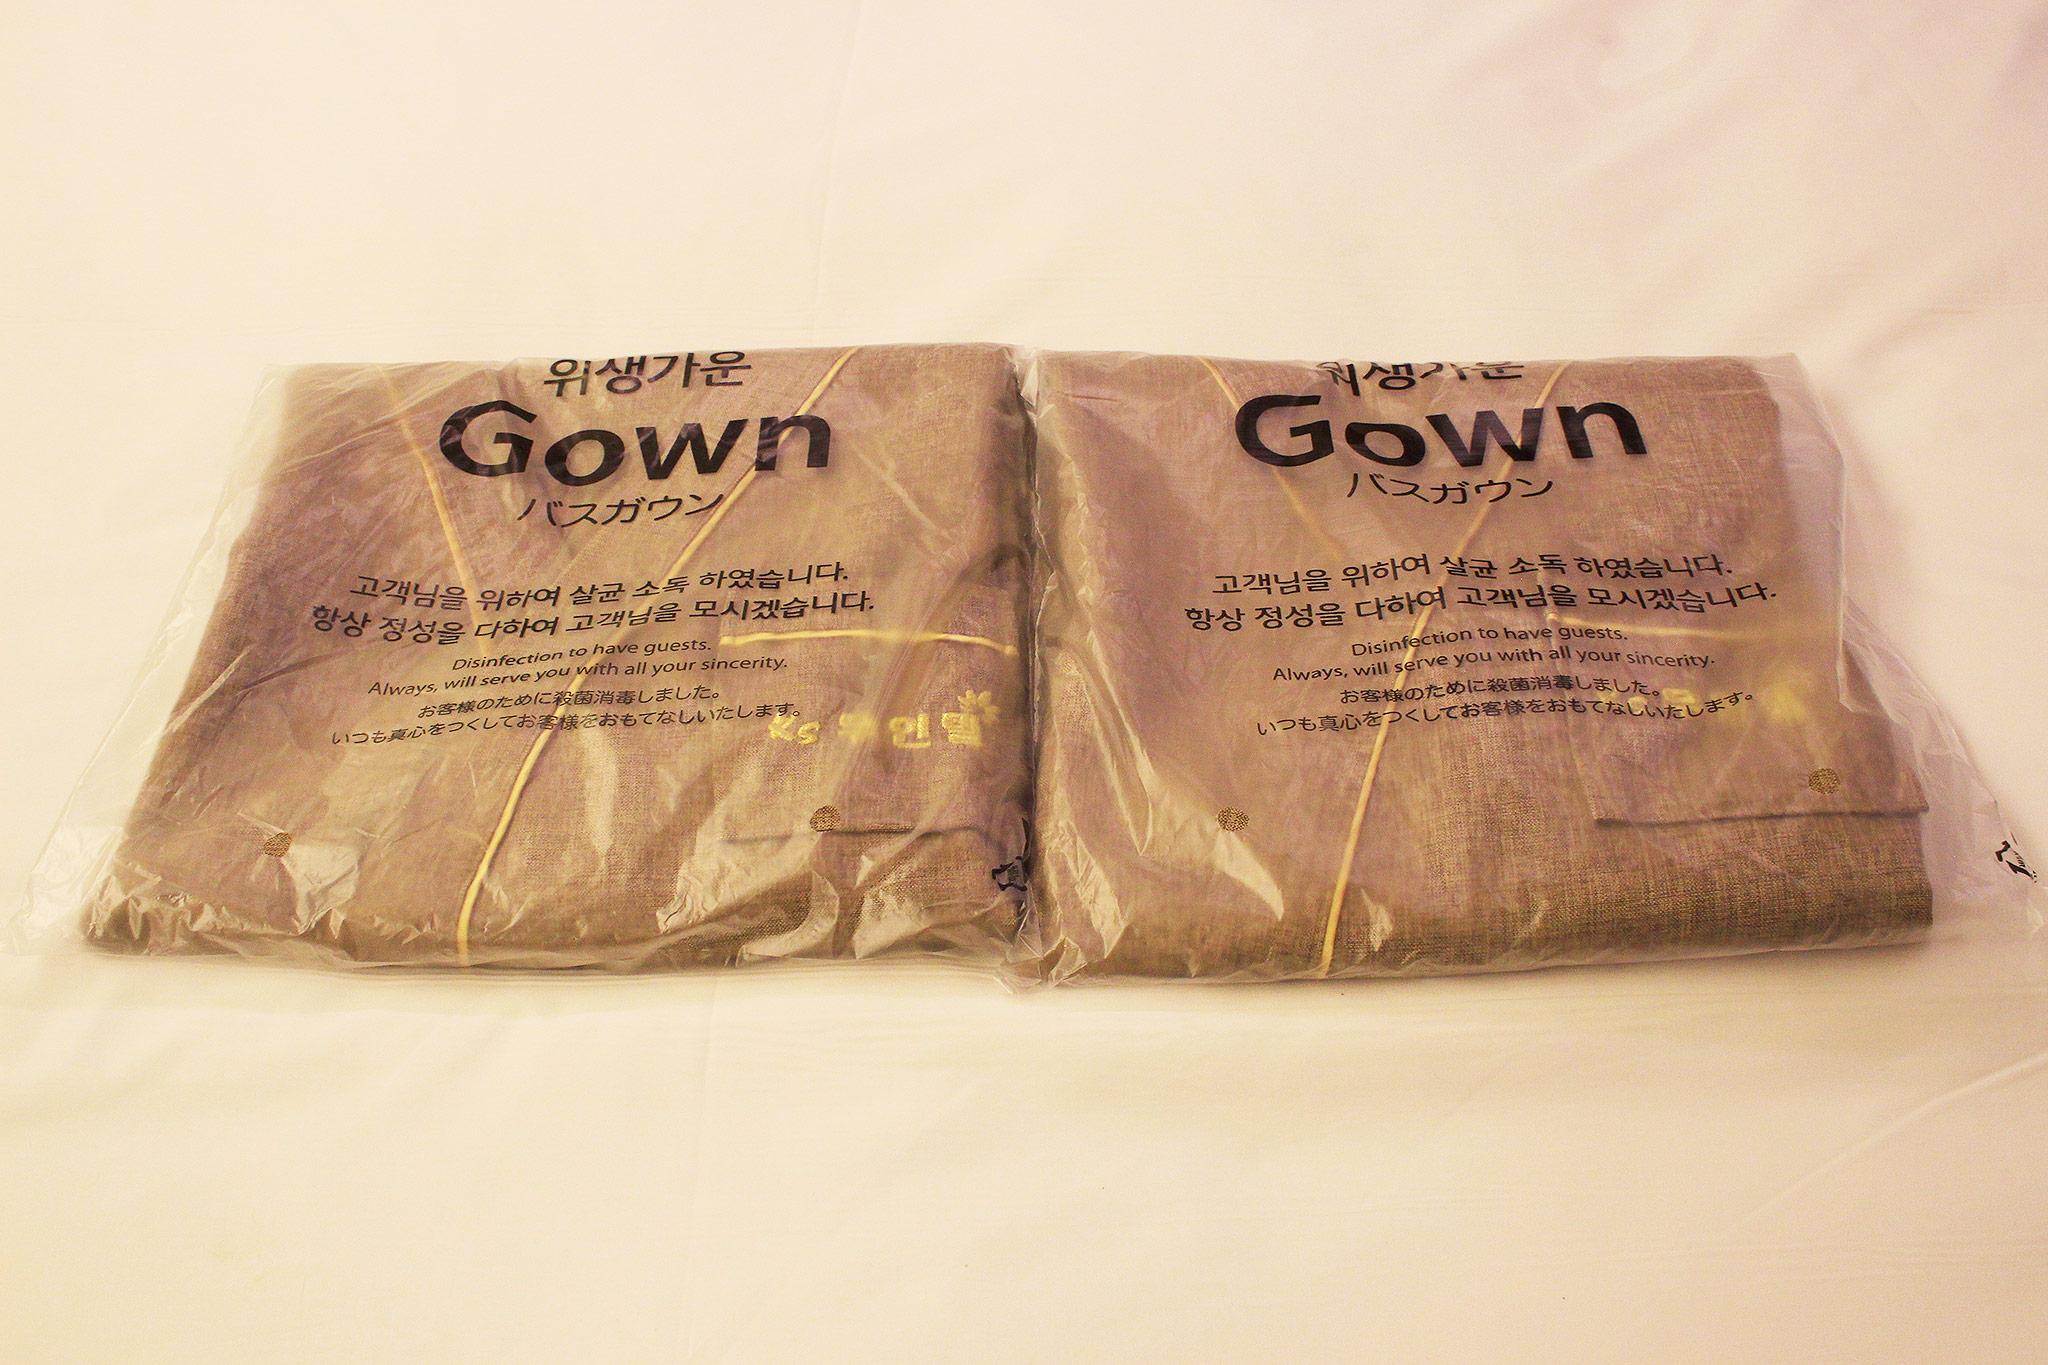 위생가운
Gown
バスガウン
고객님을 위하여 살균 소독 하였습니다.
항상 정성을 다하여 고객님을 모시겠습니다.
Disinfection to have guests.
Always, will serve you with all your sincerity.
お客様のために殺菌消毒しました。
いつも真心をつくしてお客様をおもてなしいたします。
위생가운
Gown
バスガウン
고객님을 위하여 살균 소독 하였습니다.
항상 정성을 다하여 고객님을 모시겠습니다.
Disinfection to have guests.
Always, will serve you with all your sincerity.
お客様のために殺菌消毒しました。
いつも真心をつくしてお客様をおもてなしいたします。